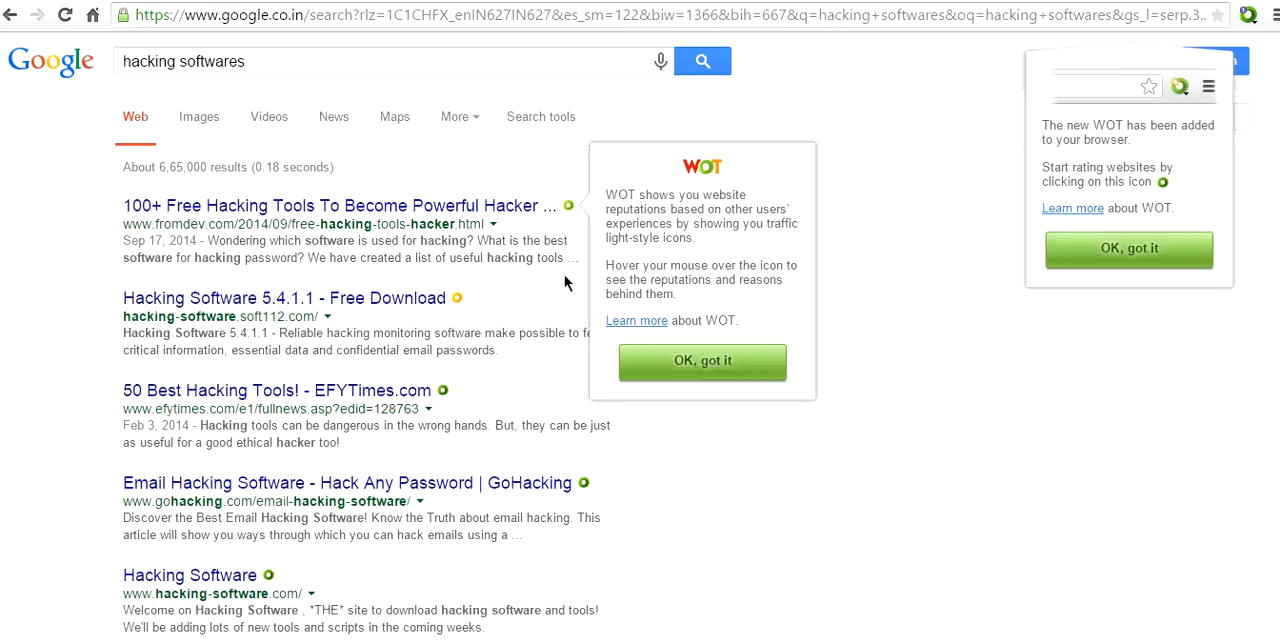 https://www.google.co.in/search?rlz=1C1CHFX_enIN627IN627&es_sm=122&biw=1366&bih=667&q=hacking+softwares&oq=hacking+softwares&gs_l=serp.3...
Google
hacking softwares
Web Images Videos News Maps More Search tools
About 6,65,000 results (0.18 seconds)
100+ Free Hacking Tools To Become Powerful Hacker ...
www.fromdev.com/2014/09/free-hacking-tools-hacker.html
Sep 17, 2014 - Wondering which software is used for hacking? What is the best
software for hacking password? We have created a list of useful hacking tools ...
Hacking Software 5.4.1.1 - Free Download
hacking-software.soft112.com/
Hacking Software 5.4.1.1 - Reliable hacking monitoring software make possible to
critical information, essential data and confidential email passwords.
50 Best Hacking Tools! - EFYTimes.com
www.efytimes.com/e1/fullnews.asp?edid=128763
Feb 3, 2014 - Hacking tools can be dangerous in the wrong hands. But, they can be just
as useful for a good ethical hacker too!
Email Hacking Software - Hack Any Password | GoHacking
www.gohacking.com/email-hacking-software/
Discover the Best Email Hacking Software! Know the Truth about email hacking. This
article will show you ways through which you can hack emails using a ...
Hacking Software
www.hacking-software.com/
Welcome on Hacking Software , *THE* site to download hacking software and tools!
We'll be adding lots of new tools and scripts in the coming weeks.
WOT
WOT shows you website
reputations based on other users'
experiences by showing you traffic
light-style icons.
Hover your mouse over the icon to
see the reputations and reasons
behind them.
Learn more about WOT.
OK, got it
The new WOT has been added
to your browser.
Start rating websites by
clicking on this icon
Learn more about WOT.
OK, got it